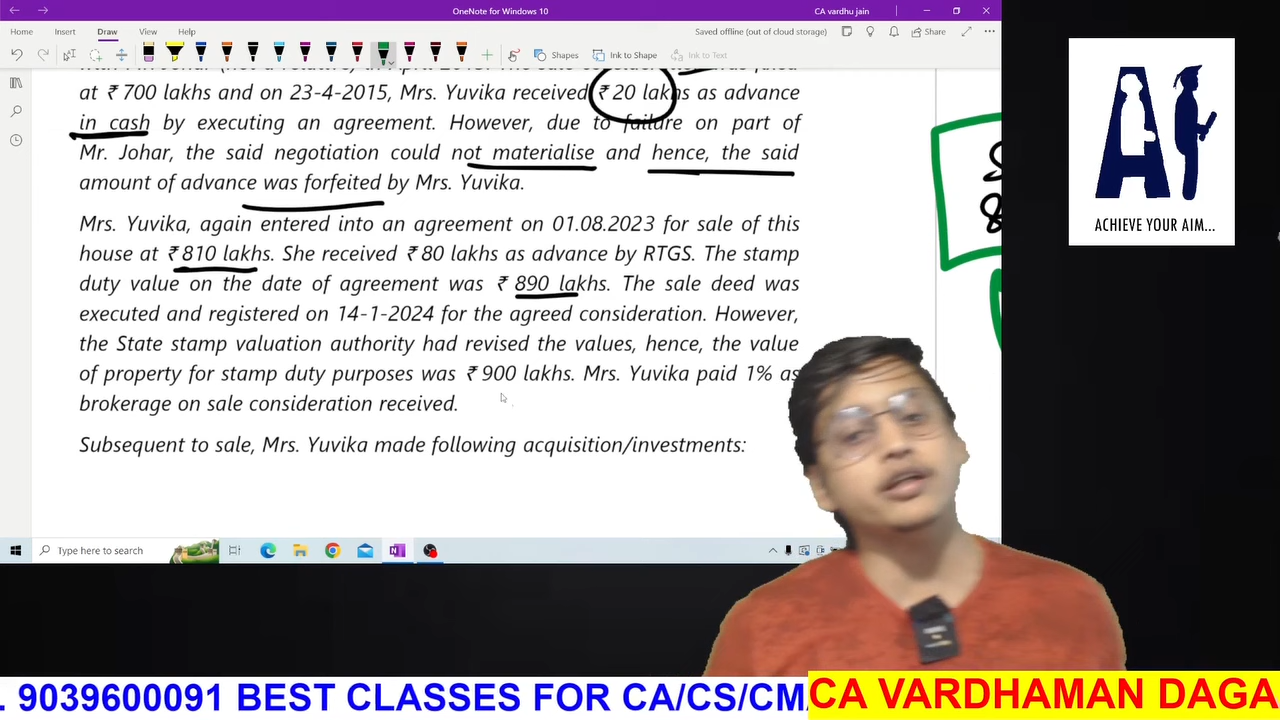 OneNote for Windows 10
CA vardhu jain
Home Insert Draw View Help
Saved offline (out of cloud storage)
Share
Shapes
Ink to Shape
Ink to Text
at ₹ 700 lakhs and on 23-4-2015, Mrs. Yuvika received ₹ 20 lakhs as advance
in cash by executing an agreement. However, due to failure on part of
Mr. Johar, the said negotiation could not materialise and hence, the said
amount of advance was forfeited by Mrs. Yuvika.
Mrs. Yuvika, again entered into an agreement on 01.08.2023 for sale of this
house at ₹ 810 lakhs. She received ₹ 80 lakhs as advance by RTGS. The stamp
duty value on the date of agreement was ₹ 890 lakhs. The sale deed was
executed and registered on 14-1-2024 for the agreed consideration. However,
the State stamp valuation authority had revised the values, hence, the value
of property for stamp duty purposes was ₹ 900 lakhs. Mrs. Yuvika paid 1% as
brokerage on sale consideration received.
Subsequent to sale, Mrs. Yuvika made following acquisition/investments:
Type here to search
ACHIEVE YOUR AIM...
. 9039600091 BEST CLASSES FOR CA/CS/CM
CA VARDHAMAN DAGA